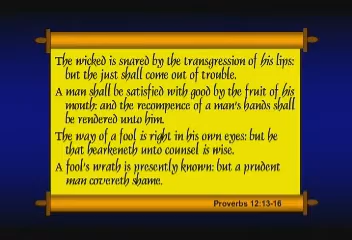 The wicked is snared by the transgression of his lips:
but the just shall come out of trouble.
A man shall be satisfied with good by the fruit of his
mouth: and the recompence of a man's hands shall
be rendered unto him.
The way of a fool is right in his own eyes: but he
that hearkeneth unto counsel is wise.
A fool's wrath is presently known: but a prudent
man covereth shame.
Proverbs 12:13-16